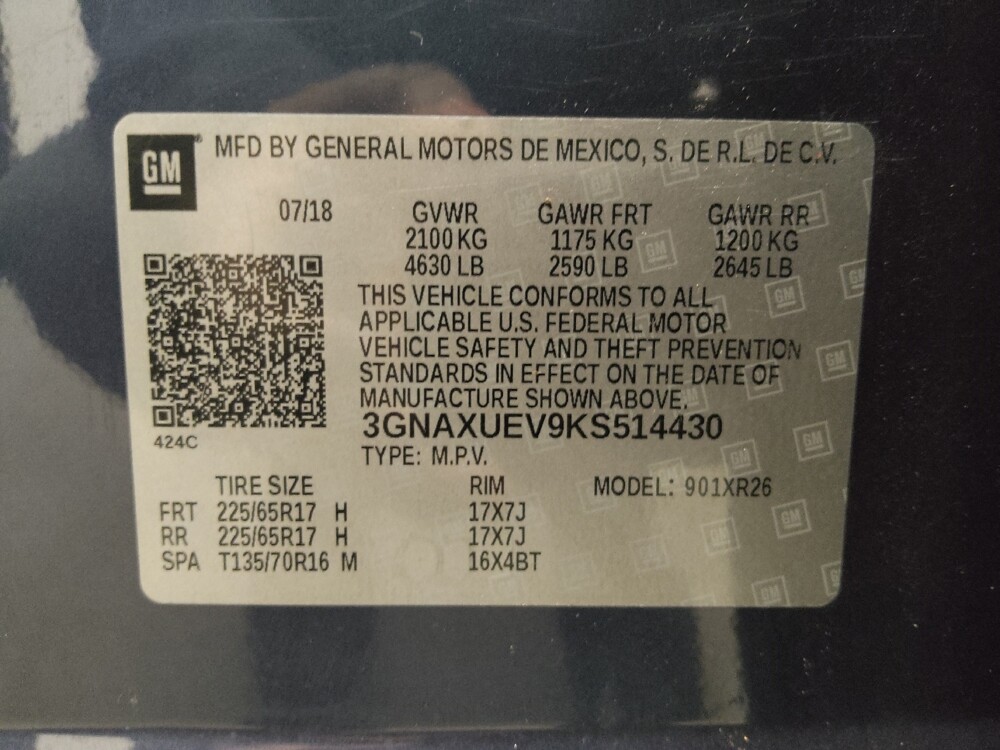 GM
MFD BY GENERAL MOTORS DE MEXICO, S. DE R.L. DE C.V.
07/18 GVWR GAWR FRT GAWR RR
2100 KG 1175 KG 1200 KG
4630 LB 2590 LB 2645 LB
THIS VEHICLE CONFORMS TO ALL
APPLICABLE U.S. FEDERAL MOTOR
VEHICLE SAFETY AND THEFT PREVENTION
STANDARDS IN EFFECT ON THE DATE OF
MANUFACTURE SHOWN ABOVE.
3GNAXUEV9KS514430
424C
TYPE: M.P.V.
TIRE SIZE RIM MODEL: 901XR26
FRT 225/65R17 H 17X7J
RR 225/65R17 H 17X7J
SPA T135/70R16 M 16X4BT